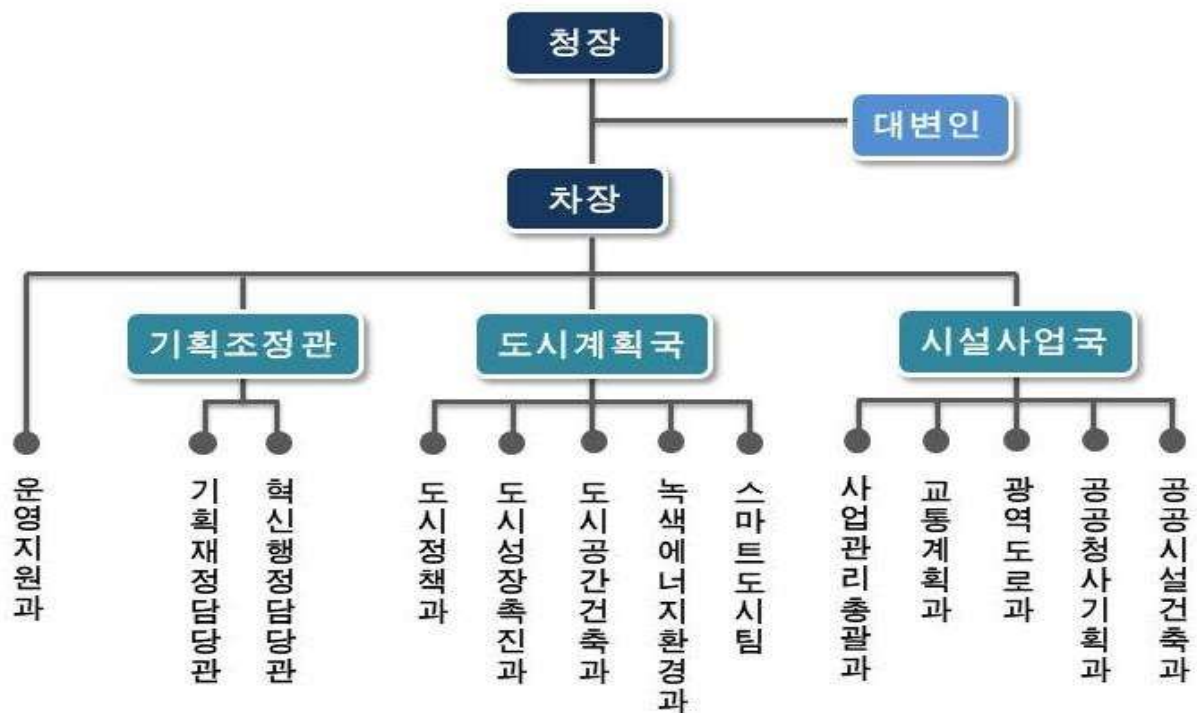 청장
대변인
차장
기획조정관
도시계획국
시설사업국
운영지원과
기획재정담당관
혁신행정담당관
도시정책과
도시성장촉진과
도시공간건축과
녹색에너지환경과
스마트도시팀
사업관리총괄과
교통계획과
광역도로과
공공청사기획과
공공시설건축과